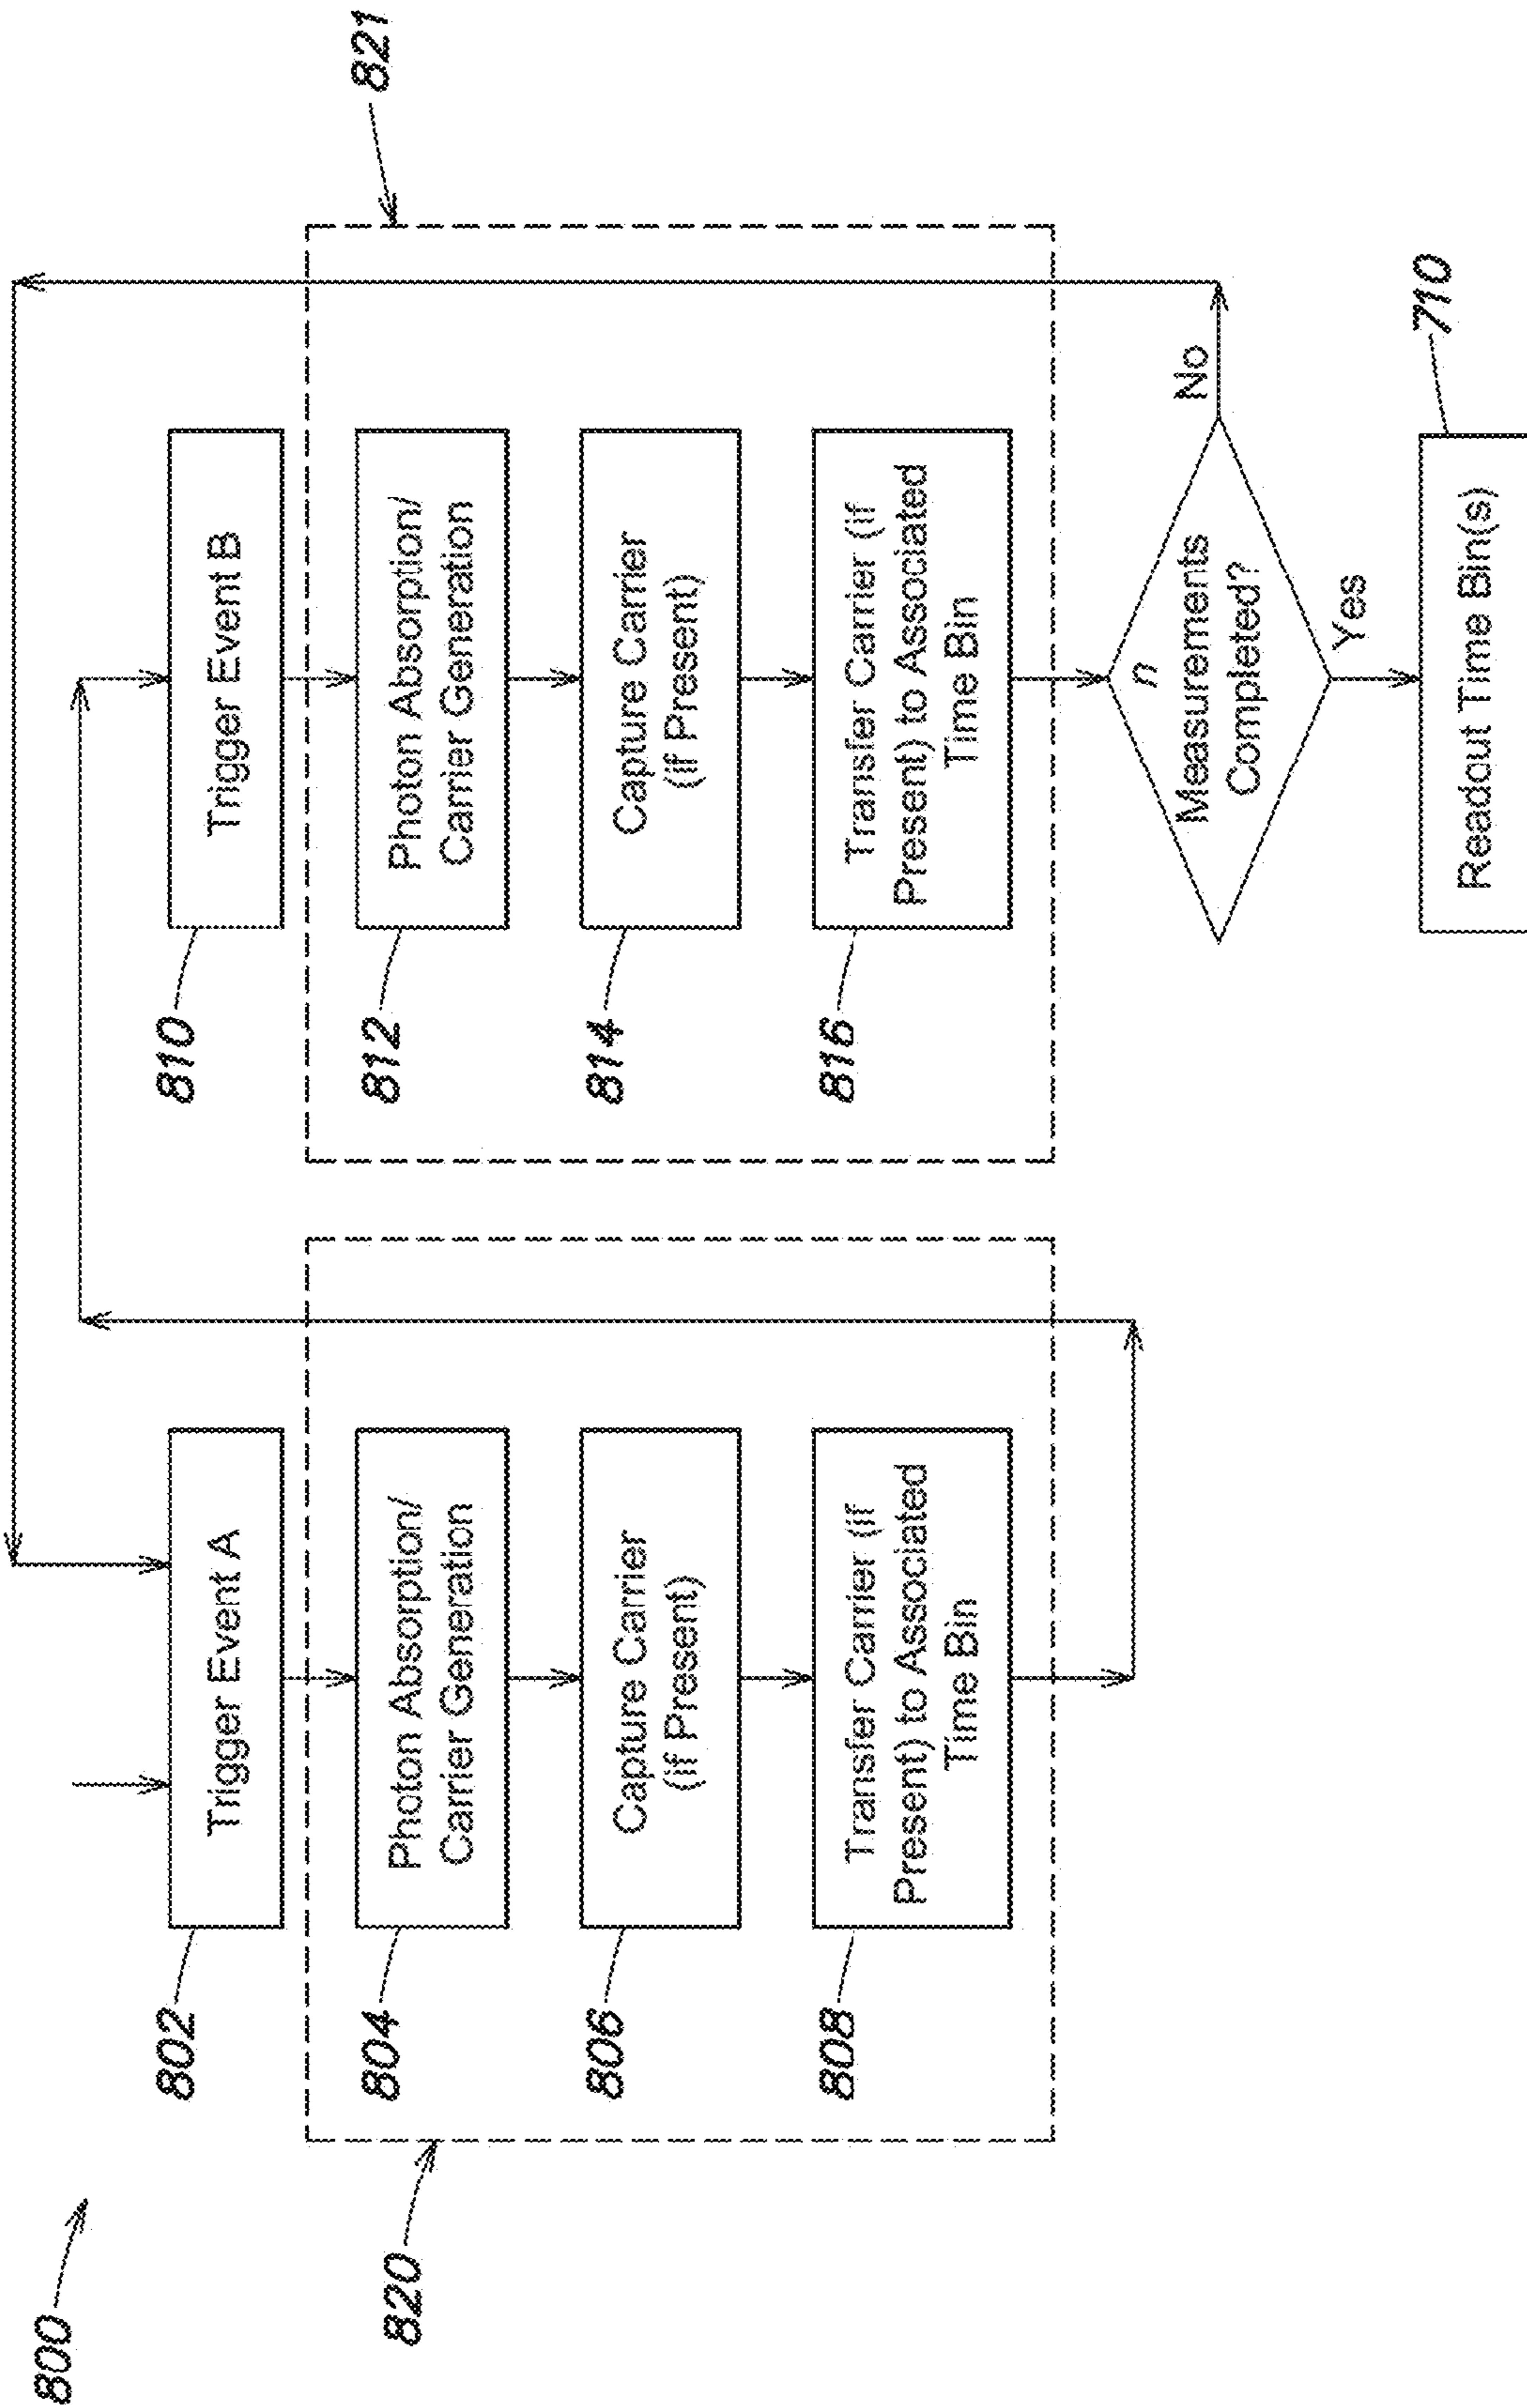 800
802
Trigger Event A
820
804
Photon Absorption/
Carrier Generation
806
Capture Carrier
(if Present)
808
Transfer Carrier (if
Present) to Associated
Time Bin
810
Trigger Event B
821
812
Photon Absorption/
Carrier Generation
814
Capture Carrier
(if Present)
816
Transfer Carrier (if
Present) to Associated
Time Bin
n
Measurements
Completed?
No
Yes
710
Readout Time Bin(s)